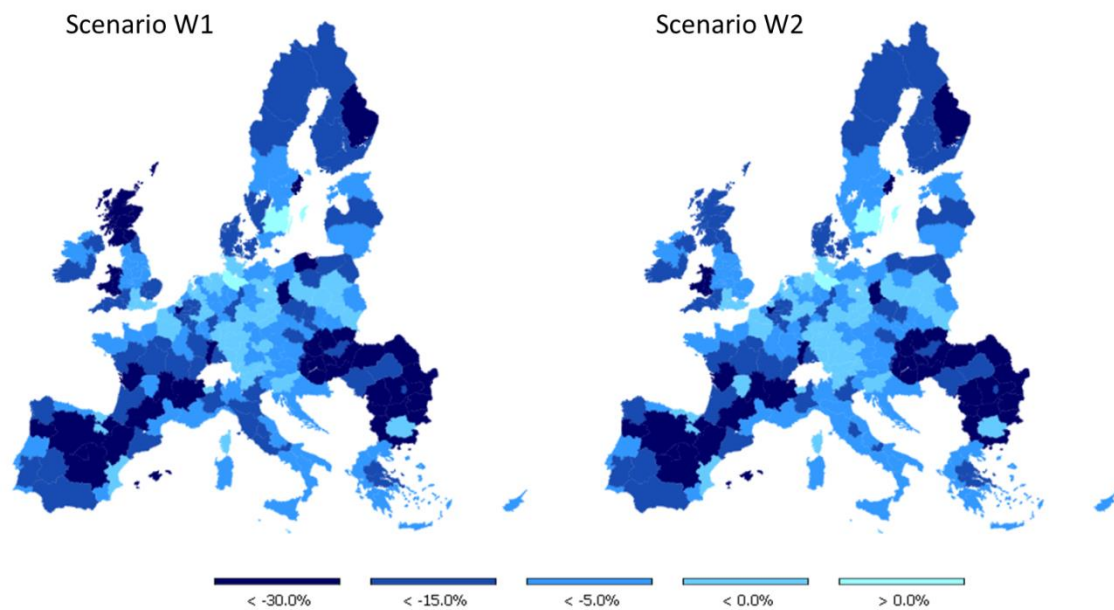 Scenario W1
Scenario W2
< -30.0%
< -15.0%
< -5.0%
< 0.0%
> 0.0%